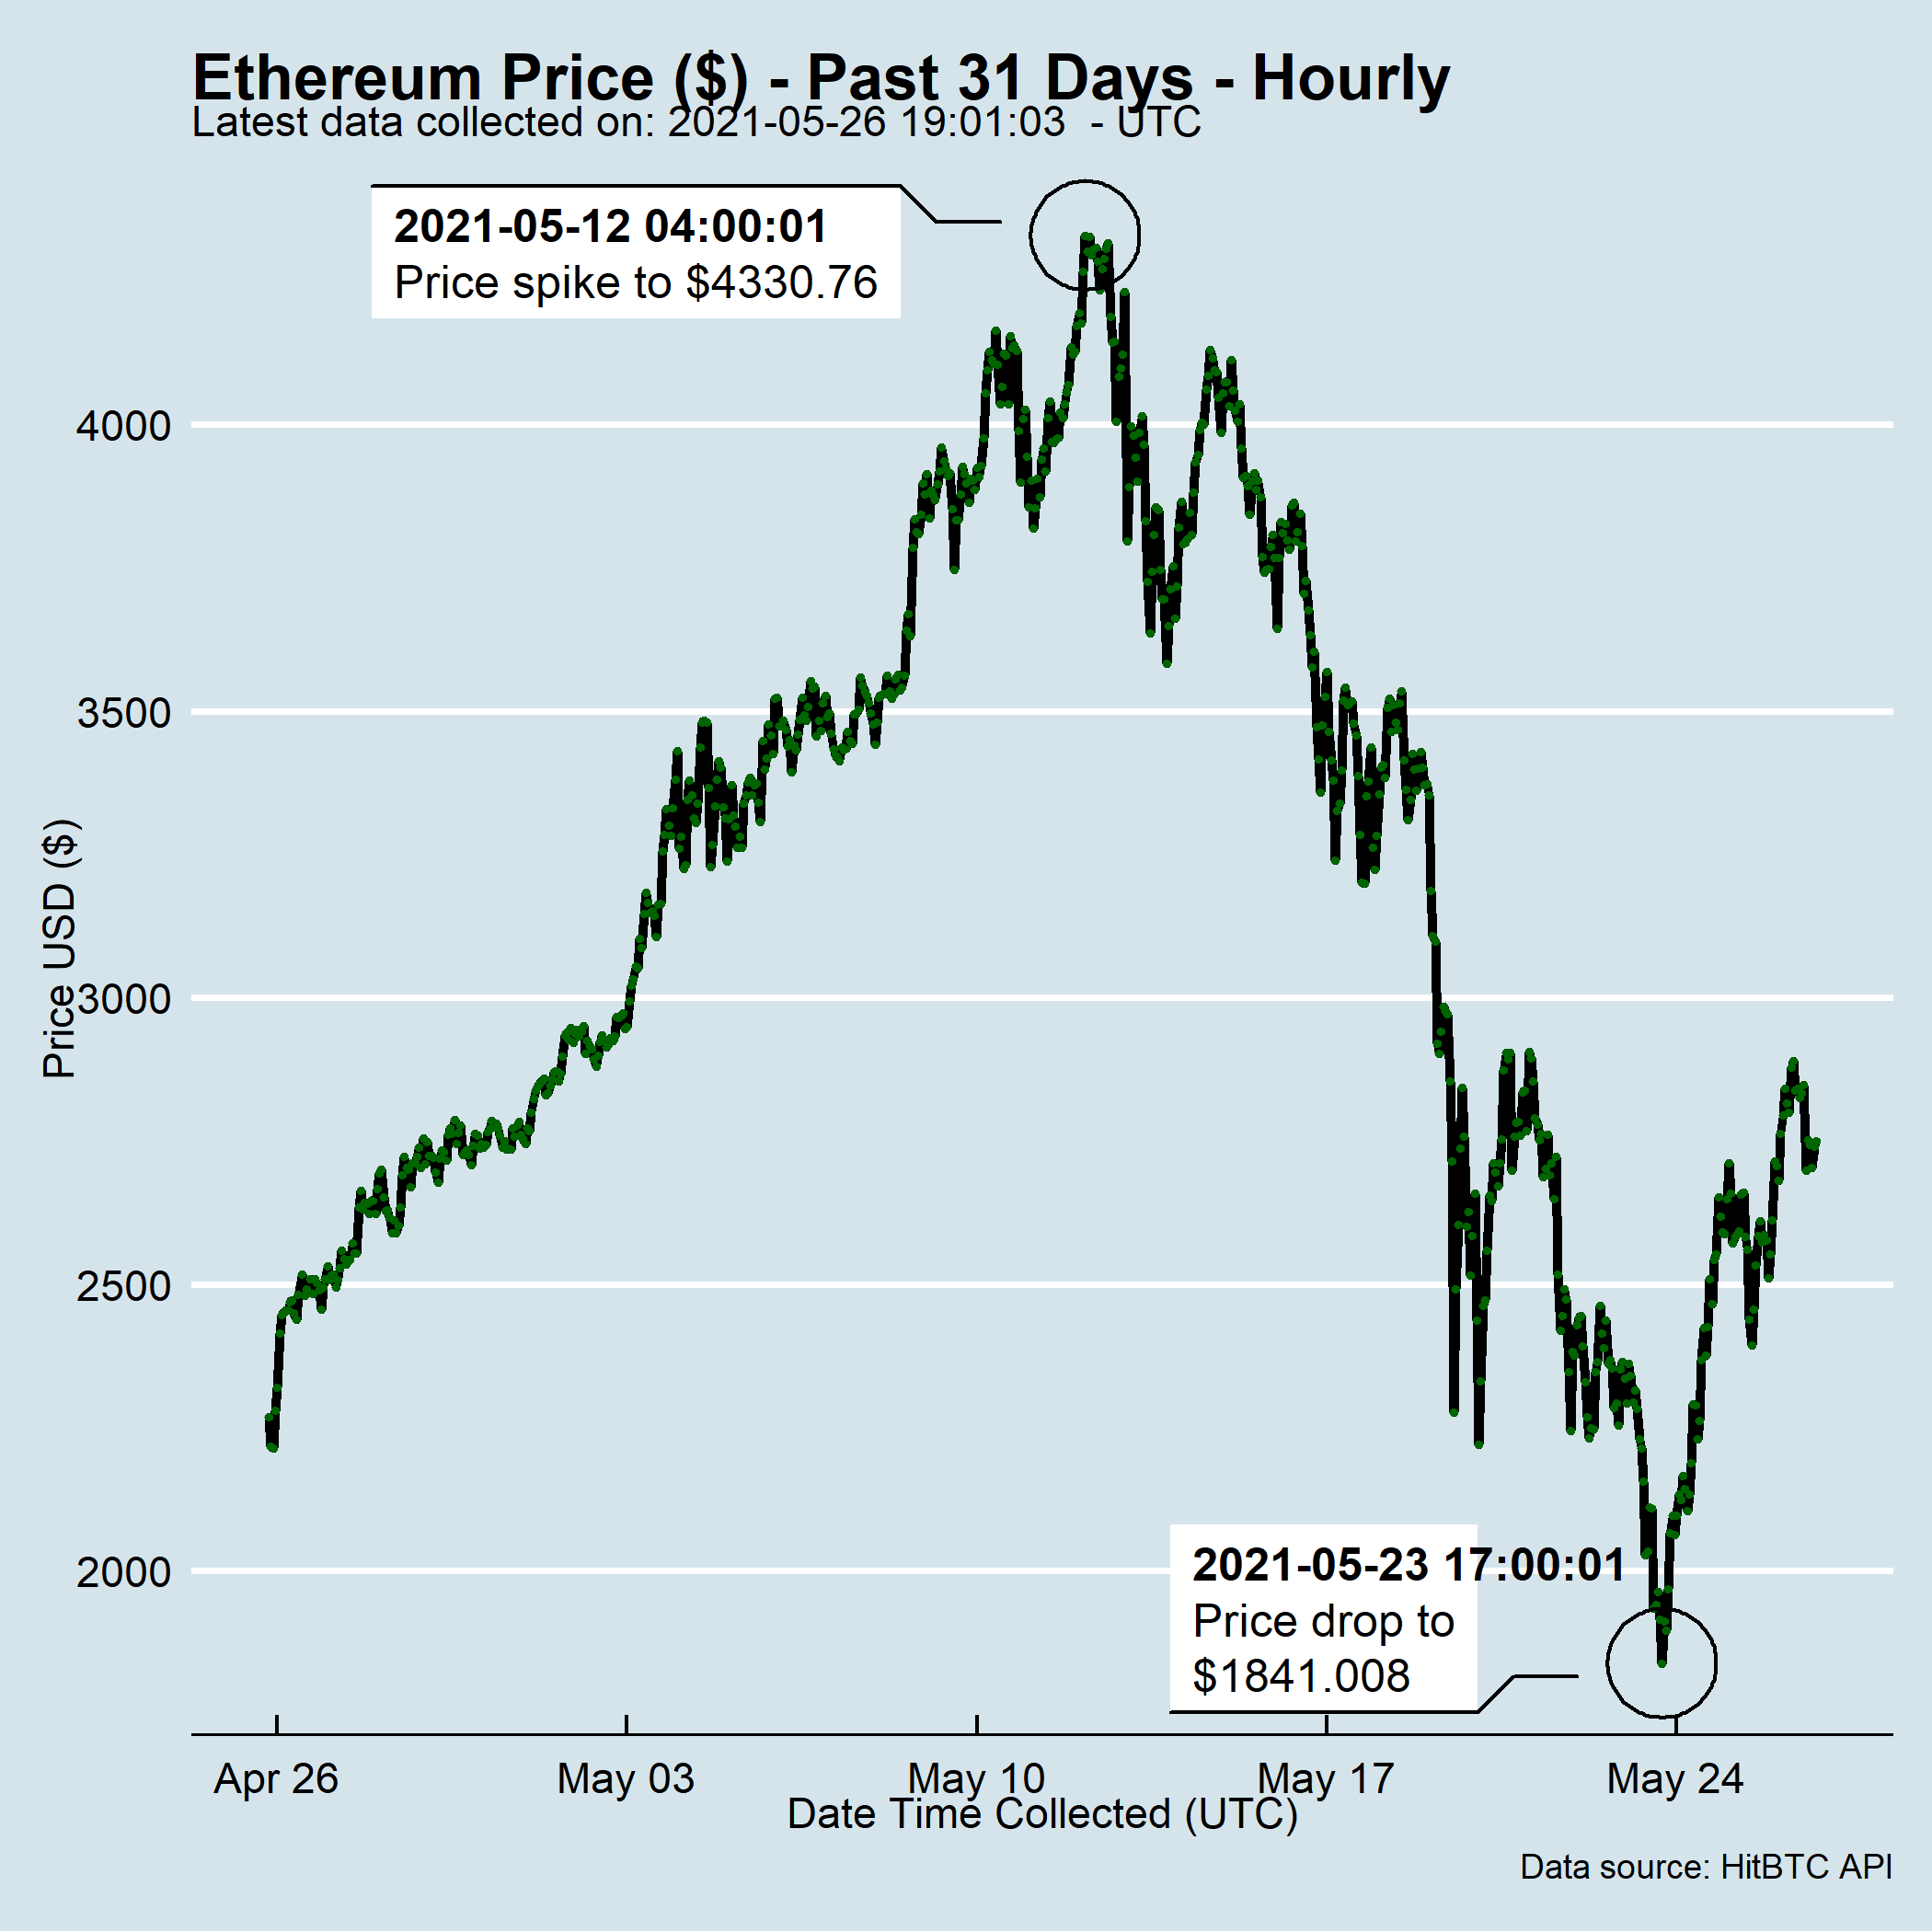 Ethereum Price ($) - Past 31 Days - Hourly
Latest data collected on: 2021-05-26 19:01:03  - UTC
2021-05-12 04:00:01
Price spike to $4330.76
4000
3500
3000
2500
2000
Price USD ($)
2021-05-23 17:00:01
Price drop to
$1841.008
Apr 26
May 03
May 10
May 17
May 24
Date Time Collected (UTC)
Data source: HitBTC API